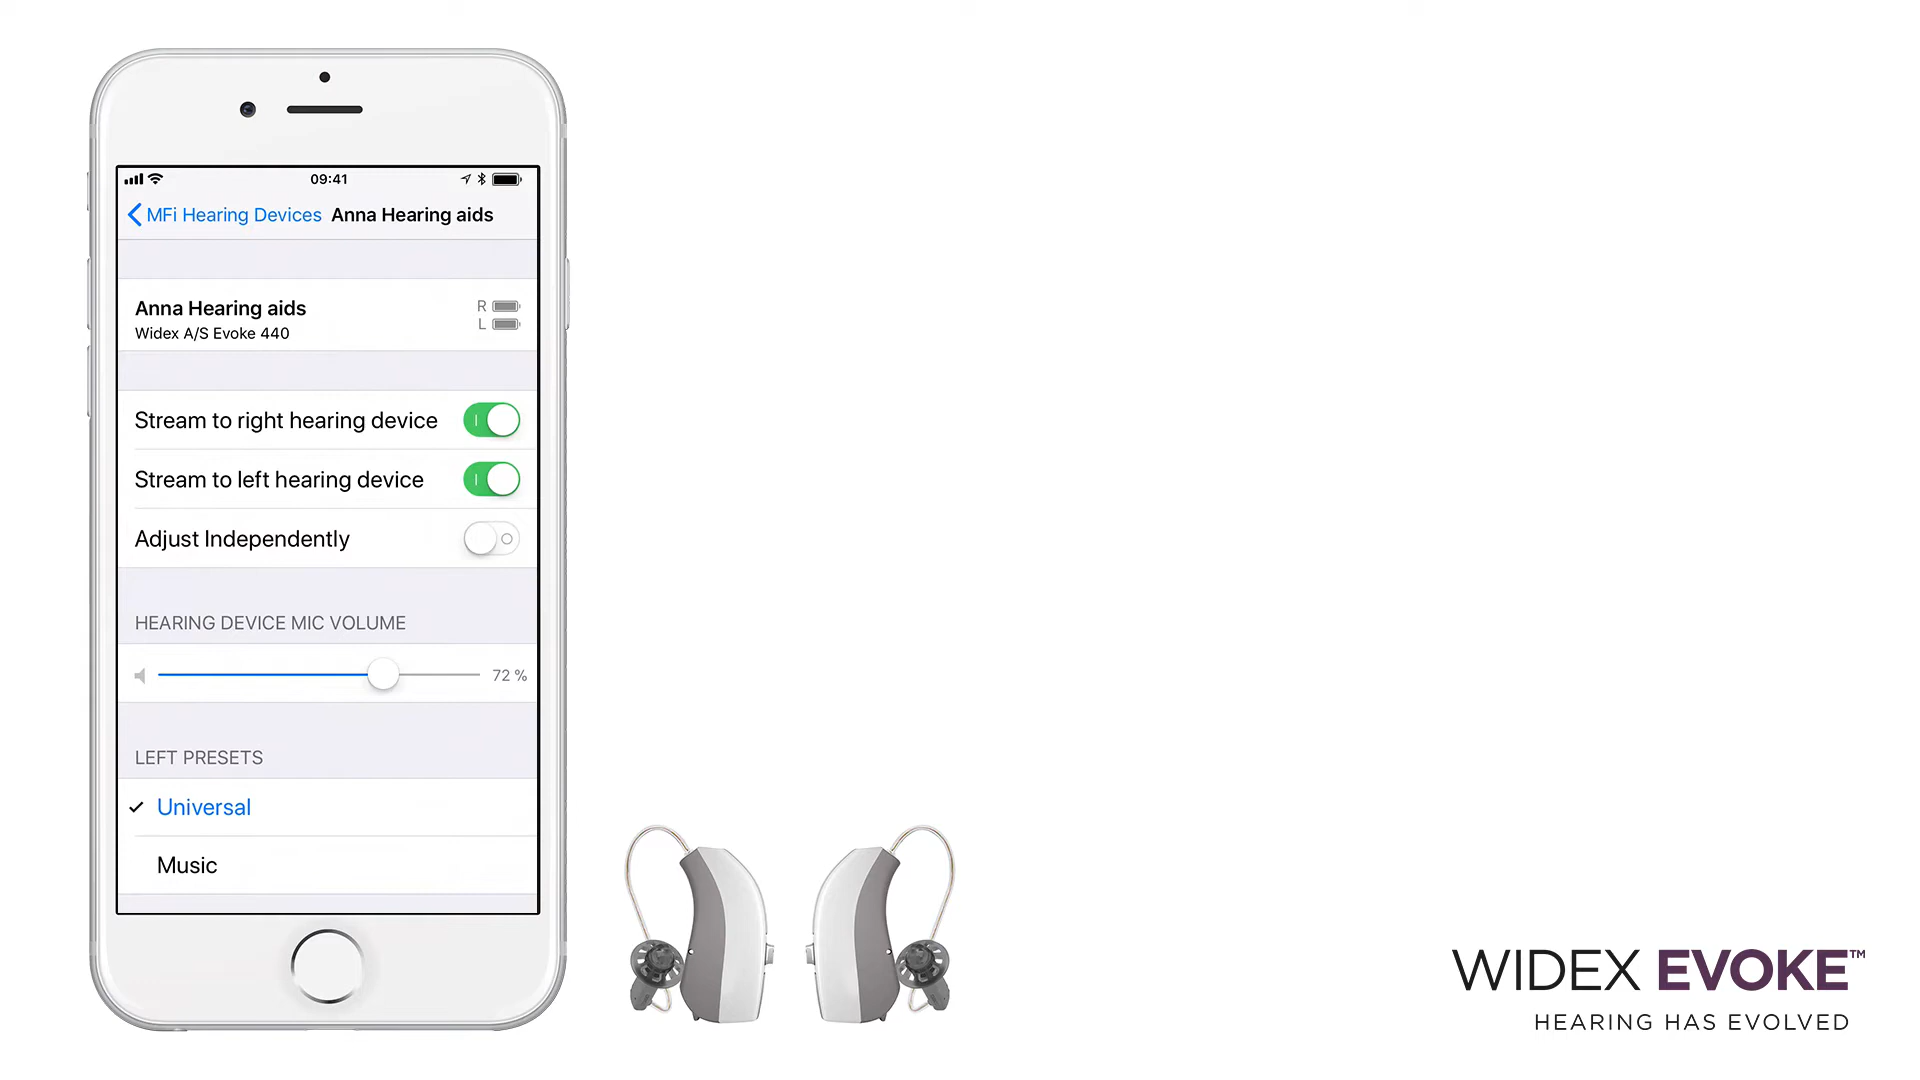 09:41
MFi Hearing Devices Anna Hearing aids
Anna Hearing aids
R
Widex A/S Evoke 440
L
Stream to right hearing device
Stream to left hearing device
Adjust Independently
HEARING DEVICE MIC VOLUME
72 %
LEFT PRESETS
Universal
Music
WIDEX EVOKE™
HEARING HAS EVOLVED